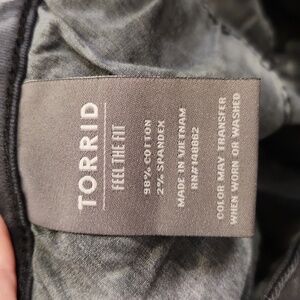 TORRID
FEEL THE FIT
98% COTTON
2% SPANDEX
MADE IN VIETNAM
RN#148862
COLOR MAY TRANSFER
WHEN WORN OR WASHED